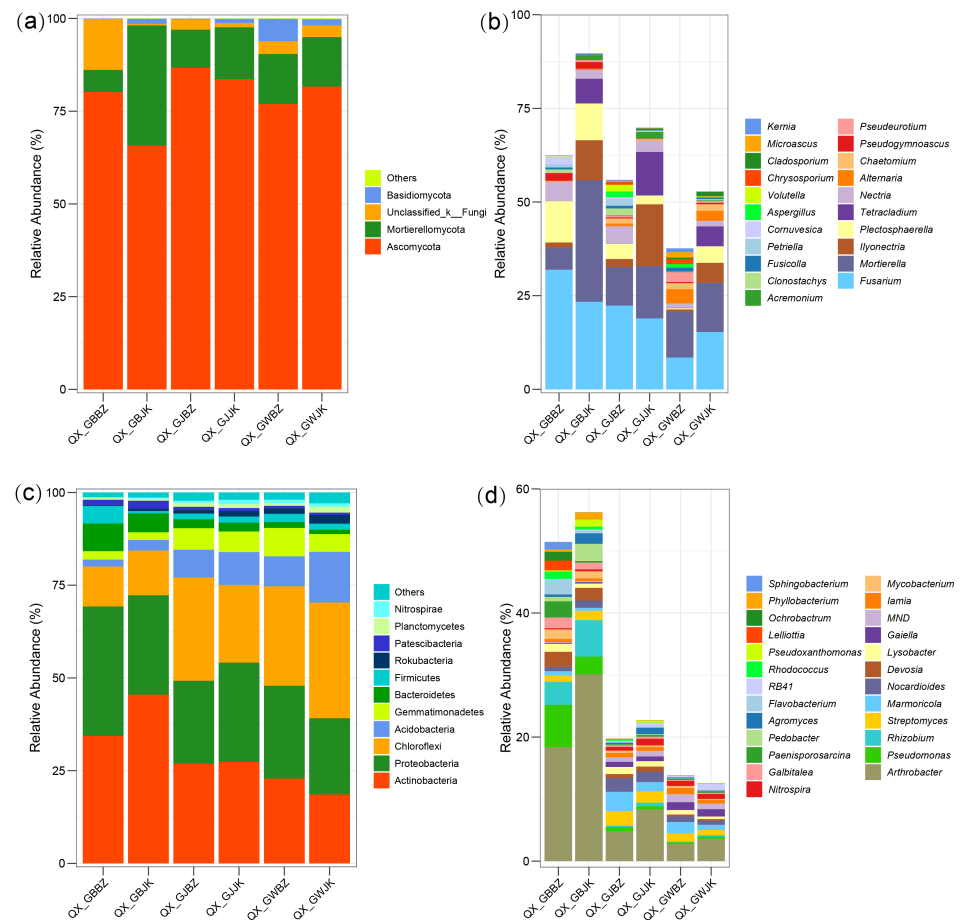 (a)
Relative Abundance (%)
100
75
50
25
0
QX_GBBZ
QX_GBJK
QX_GJBZ
QX_GJJK
QX_GWBZ
QX_GWJK
Others
Basidiomycota
Unclassified_k__Fungi
Mortierellomycota
Ascomycota
(b)
Relative Abundance (%)
100
75
50
25
0
QX_GBBZ
QX_GBJK
QX_GJBZ
QX_GJJK
QX_GWBZ
QX_GWJK
Kernia
Microascus
Cladosporium
Chrysosporium
Volutella
Aspergillus
Cornuvesica
Petriella
Fusicolla
Clonostachys
Acremonium
Pseudeurotium
Pseudogymnoascus
Chaetomium
Alternaria
Nectria
Tetracladium
Plectosphaerella
Ilyonectria
Mortierella
Fusarium
(c)
Relative Abundance (%)
100
75
50
25
0
QX_GBBZ
QX_GBJK
QX_GJBZ
QX_GJJK
QX_GWBZ
QX_GWJK
Others
Nitrospirae
Planctomycetes
Patescibacteria
Rokubacteria
Firmicutes
Bacteroidetes
Gemmatimonadetes
Acidobacteria
Chloroflexi
Proteobacteria
Actinobacteria
(d)
Relative Abundance (%)
60
40
20
0
QX_GBBZ
QX_GBJK
QX_GJBZ
QX_GJJK
QX_GWBZ
QX_GWJK
Sphingobacterium
Phyllobacterium
Ochrobactrum
Lelliottia
Pseudoxanthomonas
Rhodococcus
RB41
Flavobacterium
Agromyces
Pedobacter
Paenisporosarcina
Galbitalea
Nitrospira
Mycobacterium
Iamia
MND
Gaiella
Lysobacter
Devosia
Nocardioides
Marmoricola
Streptomyces
Rhizobium
Pseudomonas
Arthrobacter